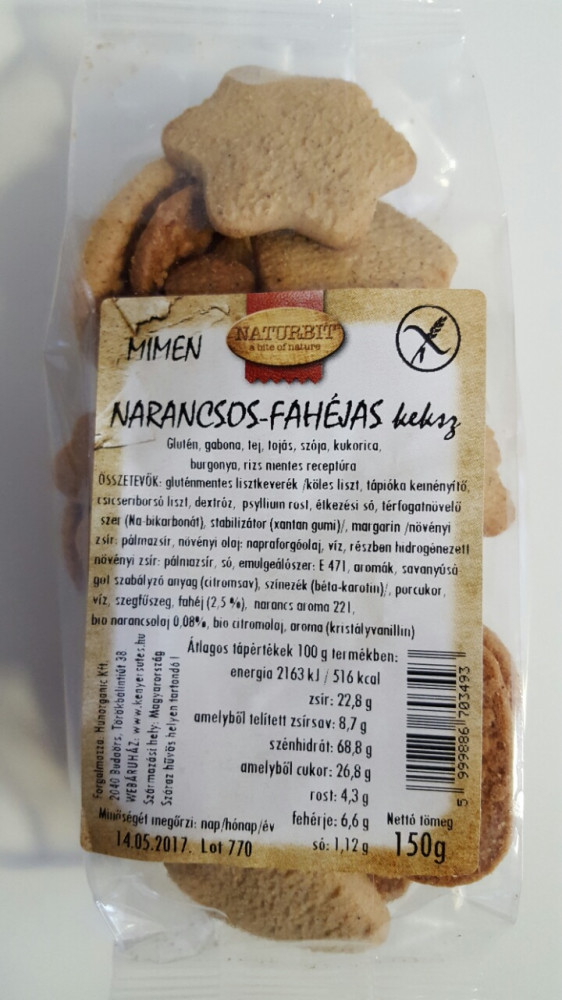 MIMEN
NATURBIT
a bite of nature
NARANCSOS-FAHÉJAS keksz
Glutén, gabona, tej, tojás, szója, kukorica,
burgonya, rizs mentes receptúra
ÖSSZETEVŐK: gluténmentes lisztkeverék /köles liszt, tápióka keményítő,
csicseriborsó liszt, dextróz, psyllium rost, étkezési só, térfogatnövelő
szer (Na-bikarbonát), stabilizátor (xantan gumi)/, margarin /növényi
zsír: pálmazsír, növényi olaj: napraforgóolaj, víz, részben hidrogénezett
növényi zsír: pálmazsír, só, emulgeálószer: E 471, aromák, savanyúsá
got szabályzó anyag (citromsav), színezék (béta-karotin)/, porcukor,
víz, szegfűszeg, fahéj (2,5 %), narancs aroma 221,
bio narancsolaj 0,08%, bio citromolaj, aroma (kristályvanillin)
Átlagos tápértékek 100 g termékben:
energia 2163 kJ / 516 kcal
zsír: 22,8 g
amelyből telített zsírsav: 8,7 g
szénhidrát: 68,8 g
amelyből cukor: 26,8 g
rost: 4,3 g
fehérje: 6,6 g
só: 1,12 g
Forgalmazza: Hunorganic Kft.
2040 Budaörs, Törökbálintiút 38
WEBÁRUHÁZ: www.kenyersutes.hu
Származási hely: Magyarország
Száraz hűvös helyen tartandó!
Minőségét megőrzi: nap/hónap/év
14.05.2017. Lot 770
Nettó tömeg
150g
5 999886 703493